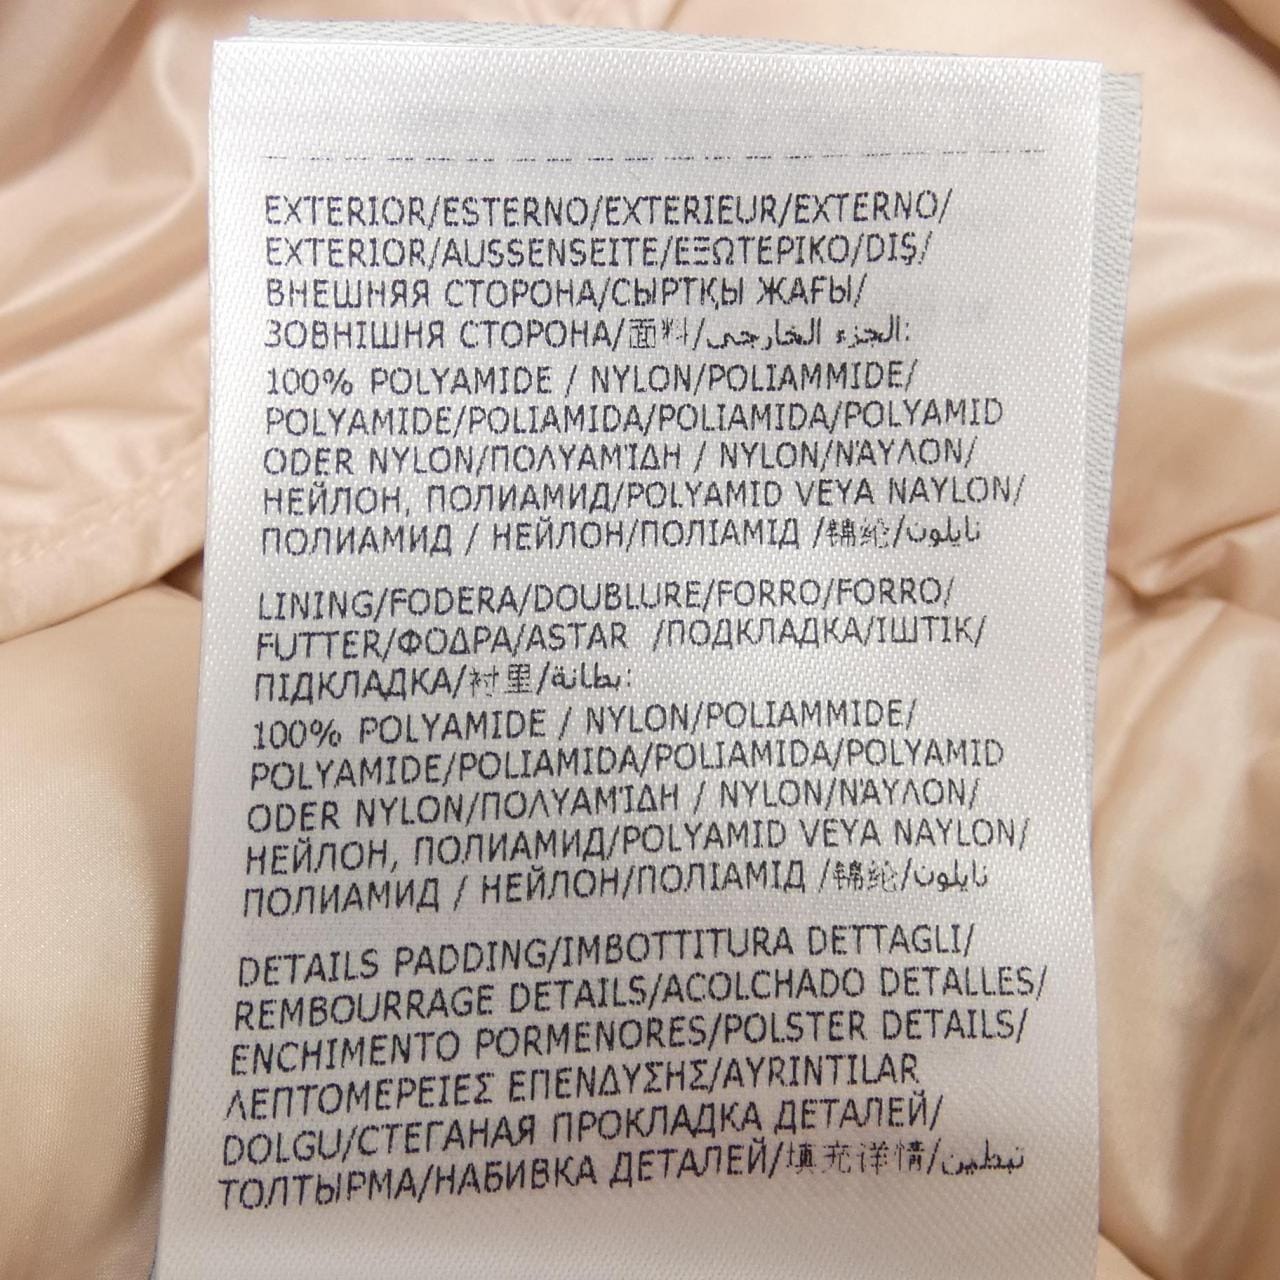 EXTERIOR/ESTERNO/EXTERIEUR/EXTERNO/
EXTERIOR/AUSSENSEITE/ΕΞΩΤΕΡΙΚΟ/DIŞ/
ВНЕШНЯЯ СТОРОНА/СЫРТҚЫ ЖАҒЫ/
ЗОВНІШНЯ СТОРОНА/面料/الجزء الخارجي:
100% POLYAMIDE / NYLON/POLIAMMIDE/
POLYAMIDE/POLIAMIDA/POLIAMIDA/POLYAMID
ODER NYLON/ΠΟΛΥΑΜΊΔΗ / NYLON/ΝΆΥΛΟΝ/
НЕЙЛОН, ПОЛИАМИД/POLYAMID VEYA NAYLON/
ПОЛИАМИД / НЕЙЛОН/ПОЛІАМІД /锦纶/نايلون
LINING/FODERA/DOUBLURE/FORRO/FORRO/
FUTTER/ΦΟΔΡΑ/ASTAR /ПОДКЛАДКА/ІШТІК/
ПІДКЛАДКА/衬里/بطانة:
100% POLYAMIDE / NYLON/POLIAMMIDE/
POLYAMIDE/POLIAMIDA/POLIAMIDA/POLYAMID
ODER NYLON/ΠΟΛΥΑΜΊΔΗ / NYLON/ΝΆΥΛΟΝ/
НЕЙЛОН, ПОЛИАМИД/POLYAMID VEYA NAYLON/
ПОЛИАМИД / НЕЙЛОН/ПОЛІАМІД /锦纶/نايلون
DETAILS PADDING/IMBOTTITURA DETTAGLI/
REMBOURRAGE DETAILS/ACOLCHADO DETALLES/
ENCHIMENTO PORMENORES/POLSTER DETAILS/
ΛΕΠΤΟΜΕΡΕΙΕΣ ΕΠΕΝΔΥΣΗΣ/AYRINTILAR
DOLGU/СТЕГАНАЯ ПРОКЛАДКА ДЕТАЛЕЙ/
ТОЛТЫРМА/НАБИВКА ДЕТАЛЕЙ/填充详情/تبطين